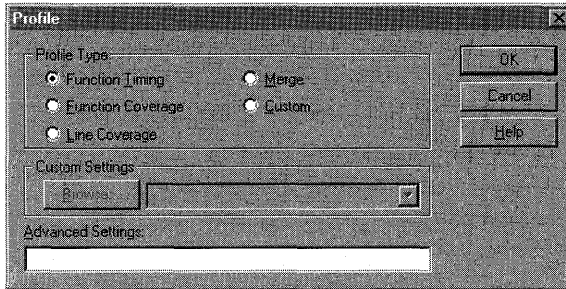 Profile
Profile Type
Function Timing
Merge
Function Coverage
Custom
Line Coverage
OK
Cancel
Help
Custom Settings
Browse...
Advanced Settings: